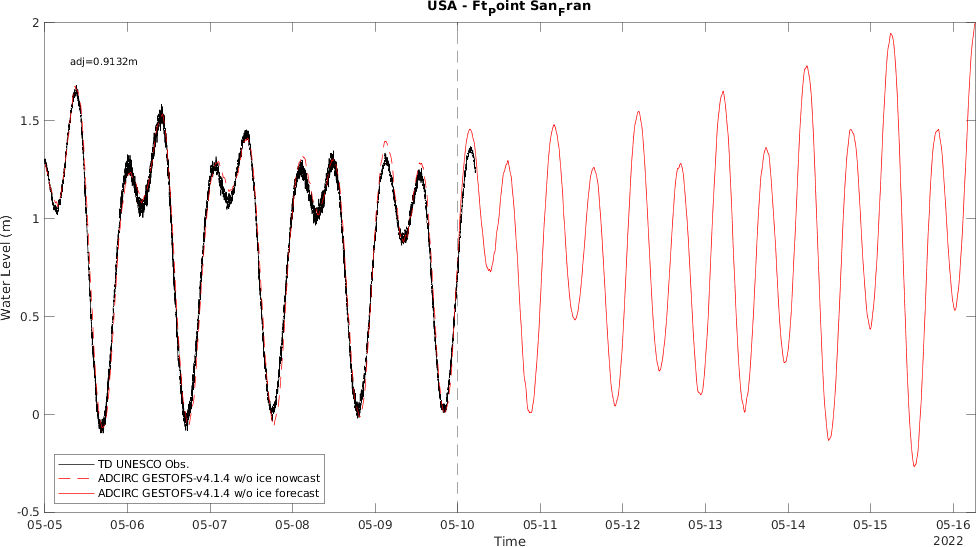 USA - Ft_Point San_Fran
adj=0.9132m
2
1.5
1
0.5
0
-0.5
Water Level (m)
TD UNESCO Obs.
ADCIRC GESTOFS-v4.1.4 w/o ice nowcast
ADCIRC GESTOFS-v4.1.4 w/o ice forecast
05-05 05-06 05-07 05-08 05-09 05-10 05-11 05-12 05-13 05-14 05-15 05-16
Time
2022